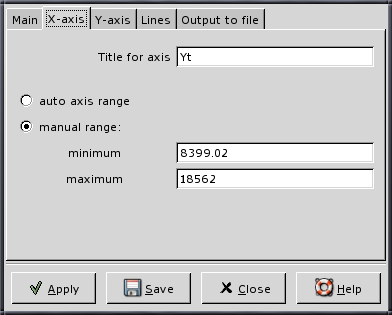 Main X-axis Y-axis Lines Output to file
Title for axis Yt
auto axis range
manual range:
minimum 8399.02
maximum 18562
Apply Save Close Help